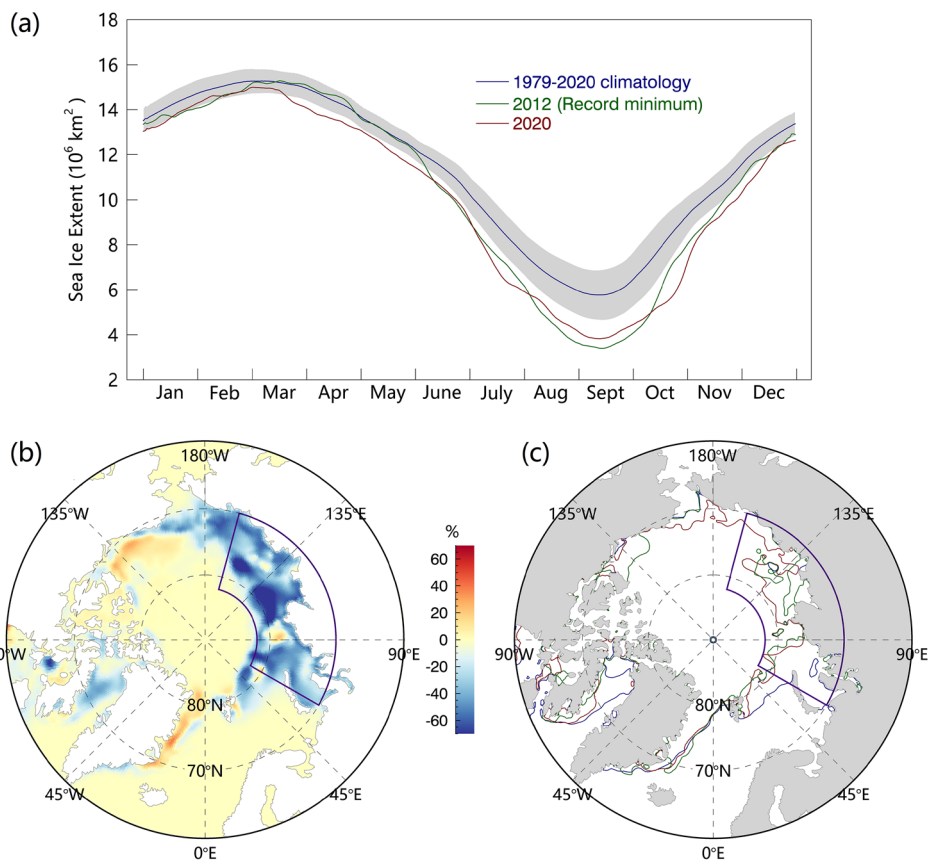 (a)
18
16
14
12
10
8
6
4
2
Sea Ice Extent (10⁶ km²)
1979-2020 climatology
2012 (Record minimum)
2020
Jan Feb Mar Apr May June July Aug Sept Oct Nov Dec
(b)
180°W
135°W
135°E
0°W
90°E
80°N
70°N
45°W
45°E
0°E
%
60
40
20
0
-20
-40
-60
(c)
180°W
135°W
135°E
90°W
90°E
80°N
70°N
45°W
45°E
0°E